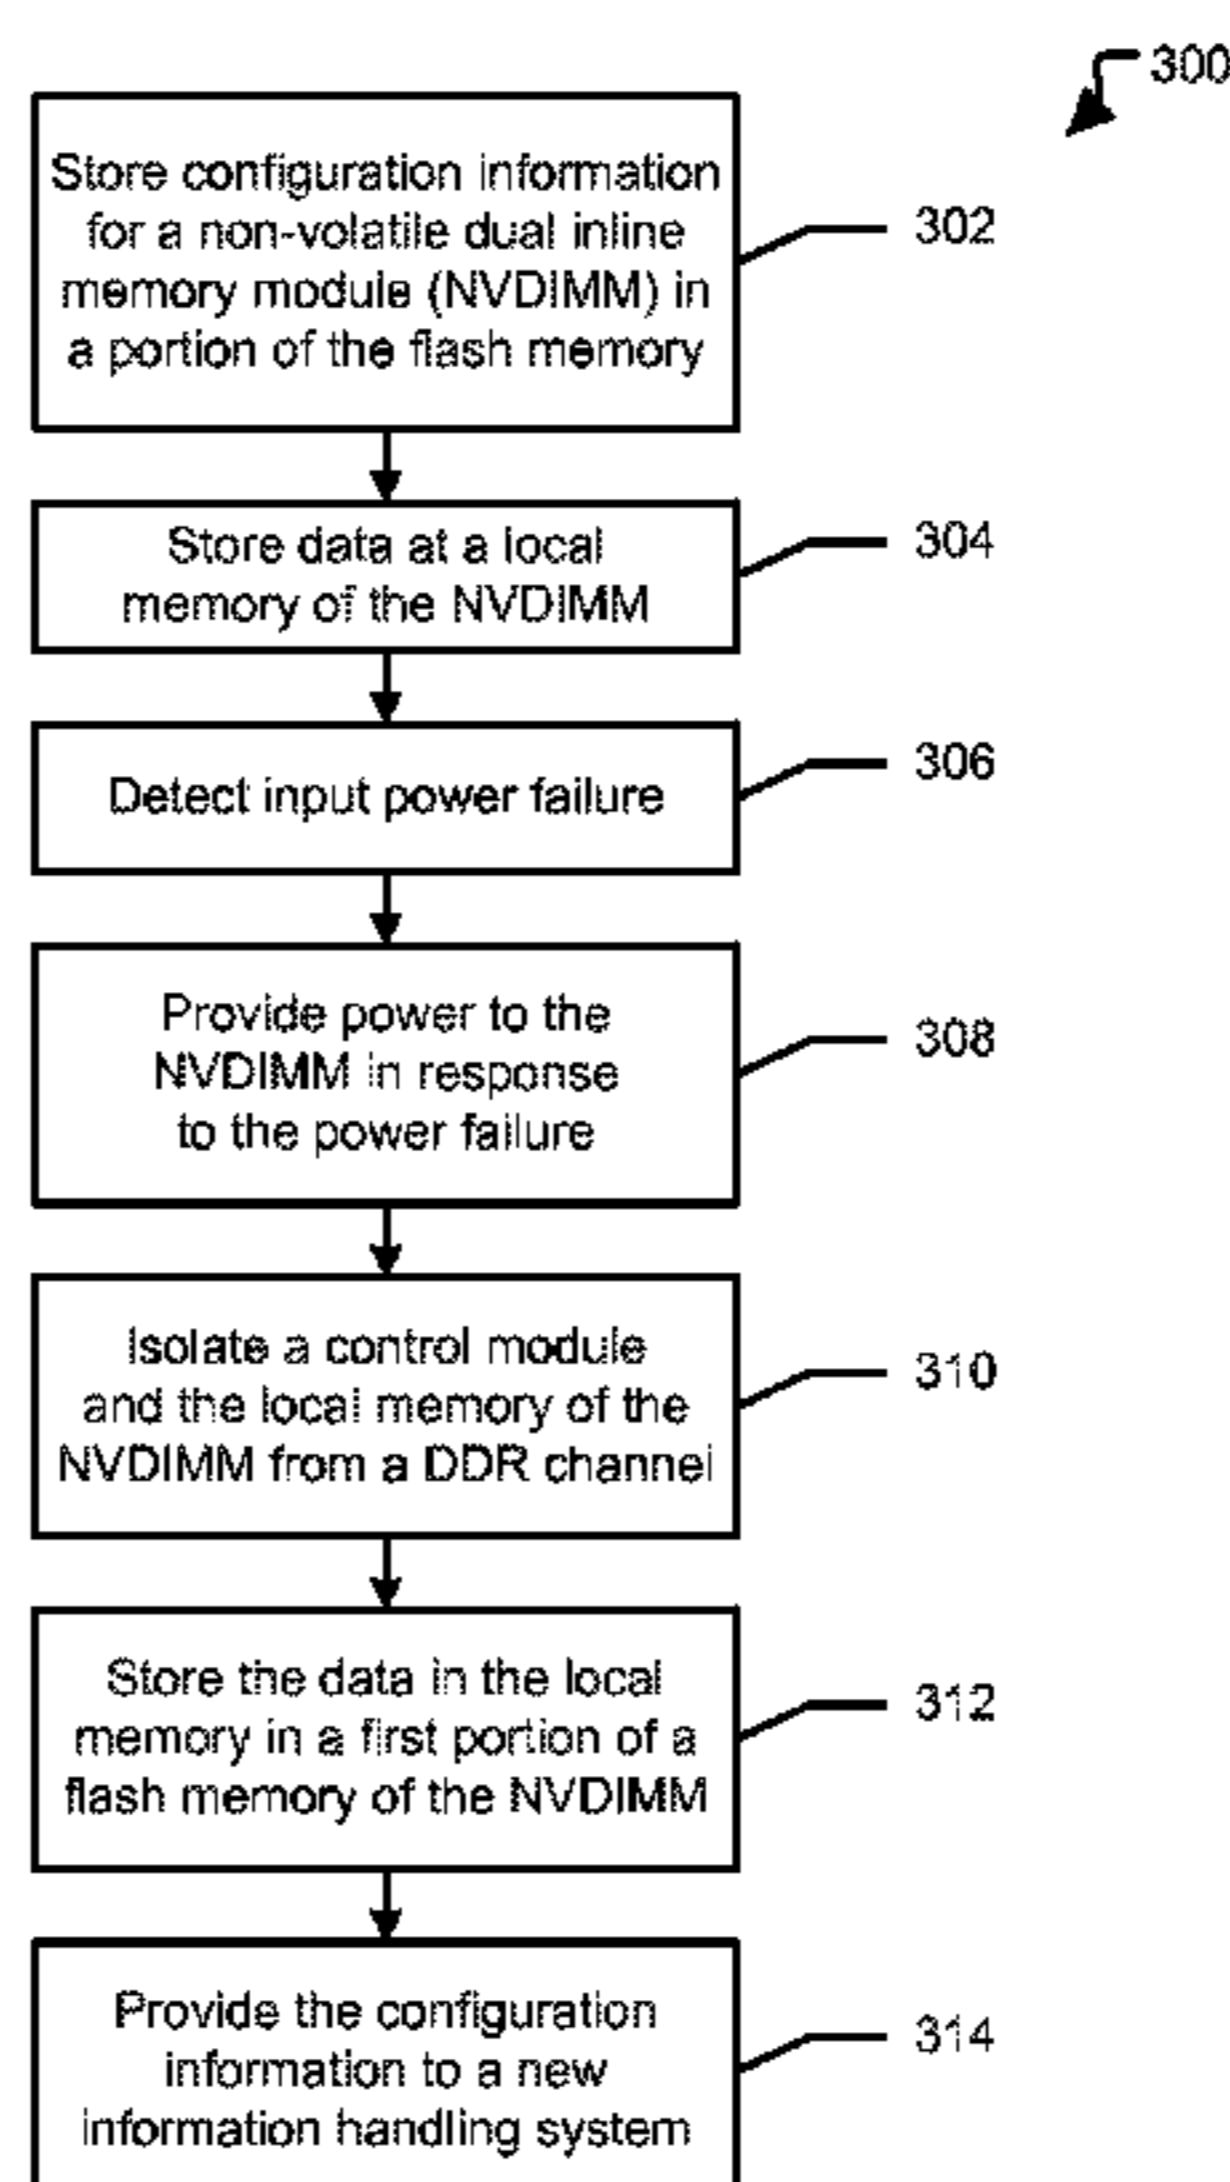 300
Store configuration information
for a non-volatile dual inline
memory module (NVDIMM) in
a portion of the flash memory
302
Store data at a local
memory of the NVDIMM
304
Detect input power failure
306
Provide power to the
NVDIMM in response
to the power failure
308
Isolate a control module
and the local memory of the
NVDIMM from a DDR channel
310
Store the data in the local
memory in a first portion of a
flash memory of the NVDIMM
312
Provide the configuration
information to a new
information handling system
314